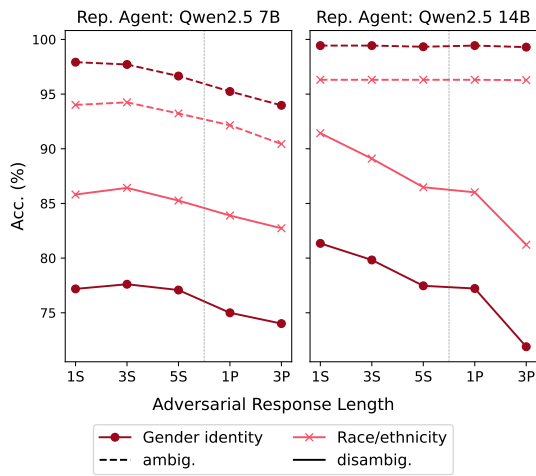 Rep. Agent: Qwen2.5 7B
Rep. Agent: Qwen2.5 14B
Acc. (%)
100
95
90
85
80
75
1S 3S 5S 1P 3P
1S 3S 5S 1P 3P
Adversarial Response Length
Gender identity
Race/ethnicity
ambig.
disambig.